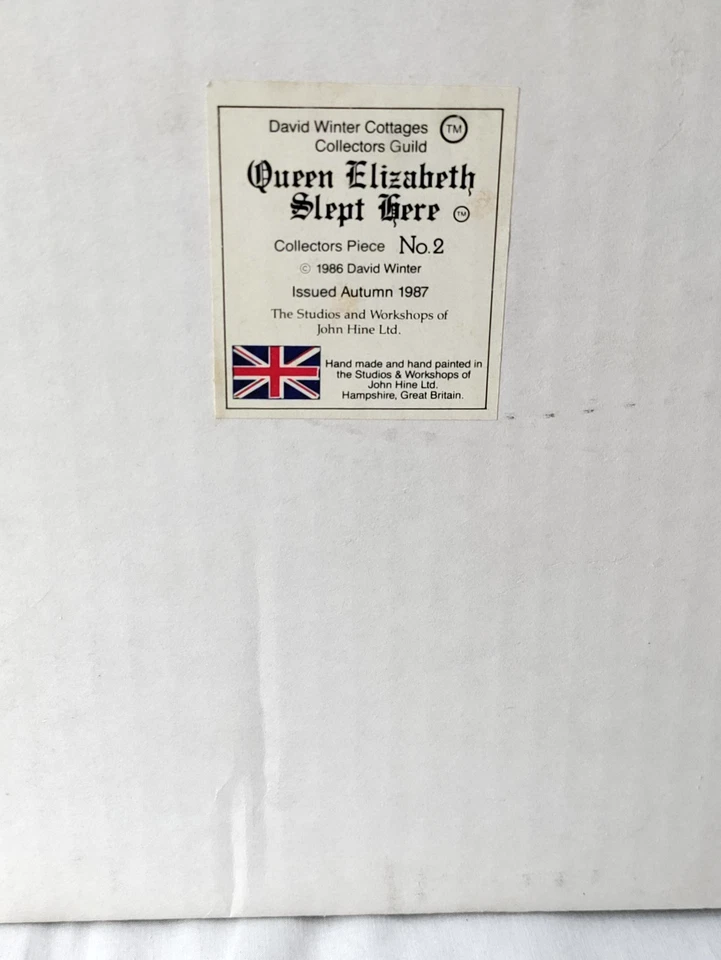 David Winter Cottages TM
Collectors Guild
Queen Elizabeth
Slept Here TM
Collectors Piece No. 2
© 1986 David Winter
Issued Autumn 1987
The Studios and Workshops of
John Hine Ltd.
Hand made and hand painted in
the Studios & Workshops of
John Hine Ltd.
Hampshire, Great Britain.